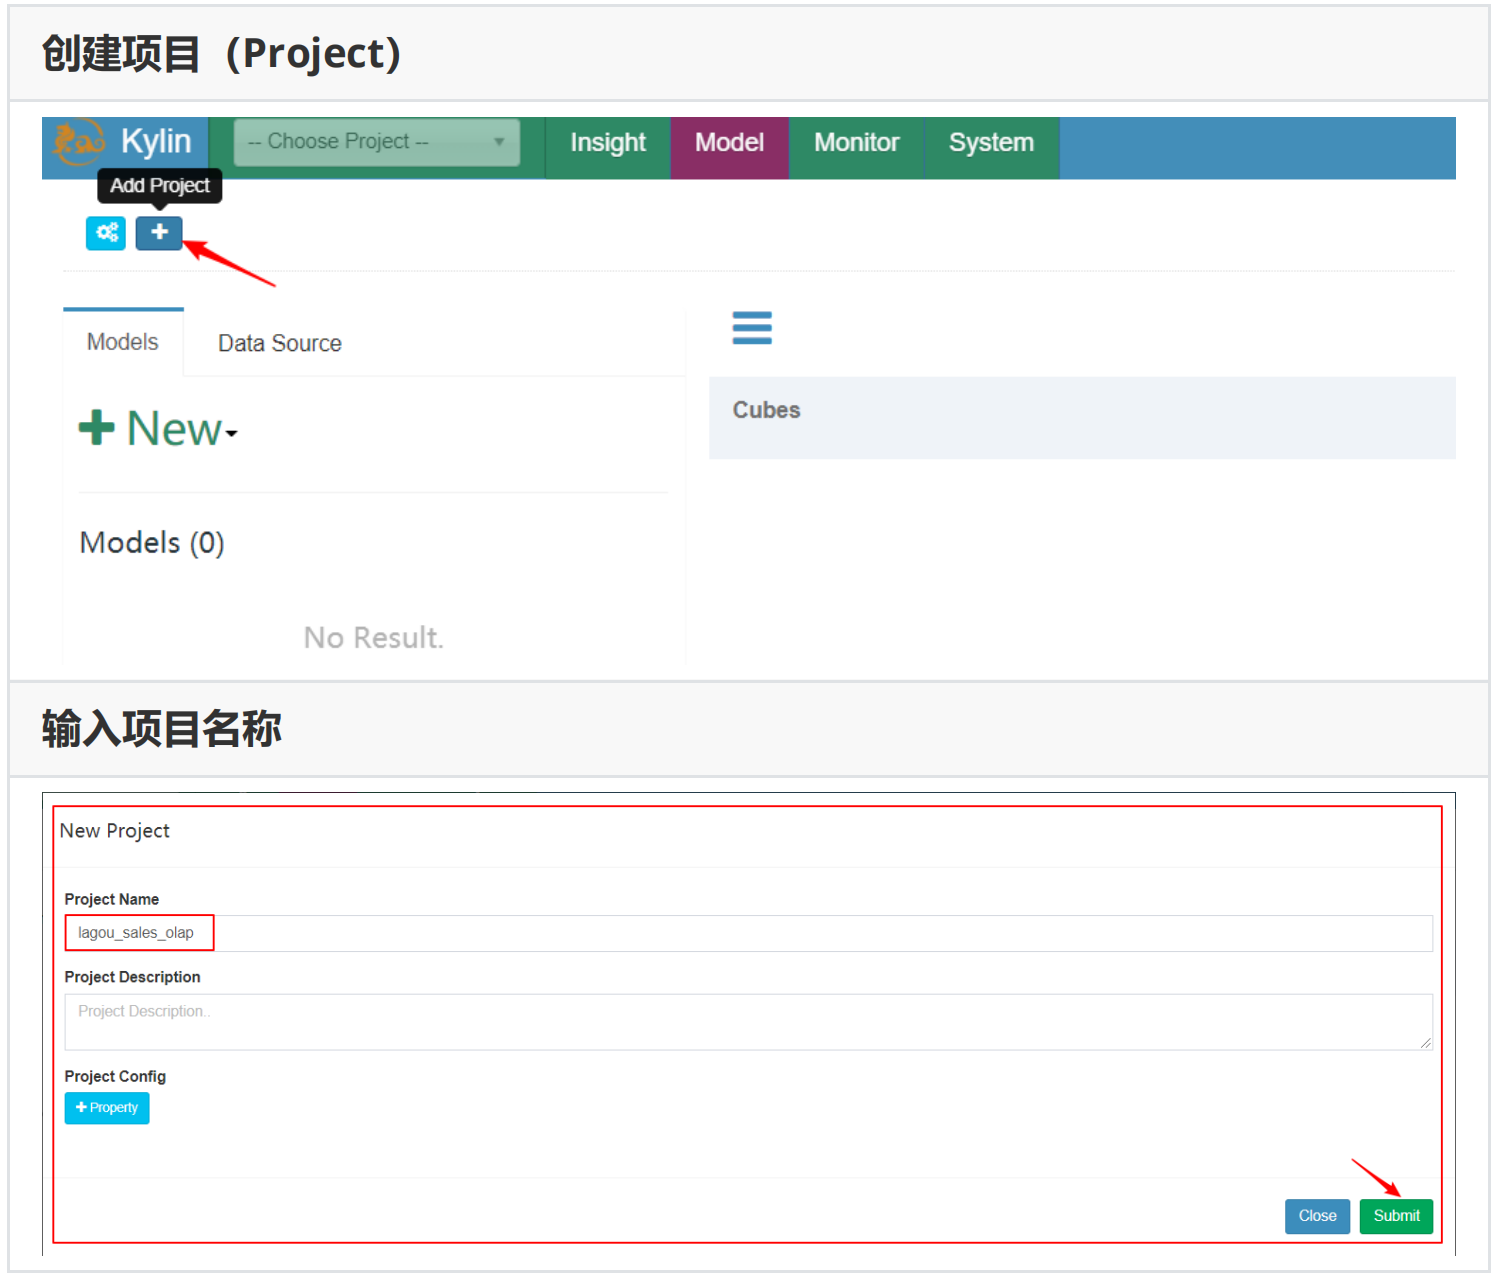 创建项目（Project）
Kylin
-- Choose Project --
Insight
Model
Monitor
System
Add Project
Models
Data Source
New
Cubes
Models (0)
No Result.
输入项目名称
New Project
Project Name
lagou_sales_olap
Project Description
Project Description..
Project Config
Property
Close
Submit